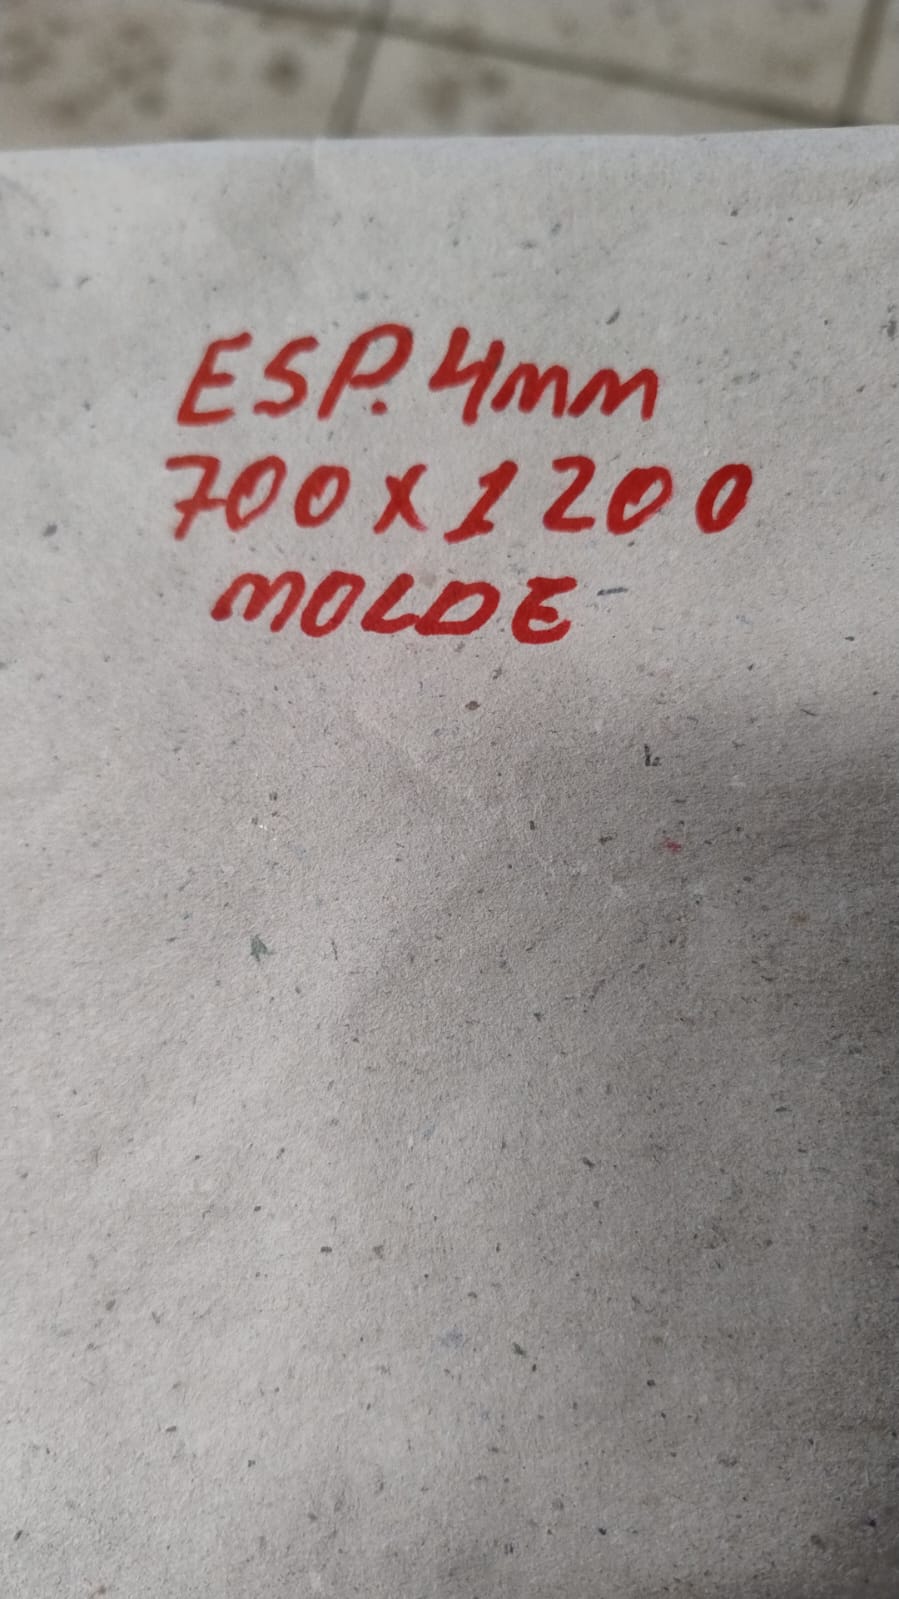 ESP. 4mm
700 x 1200
MOLDE